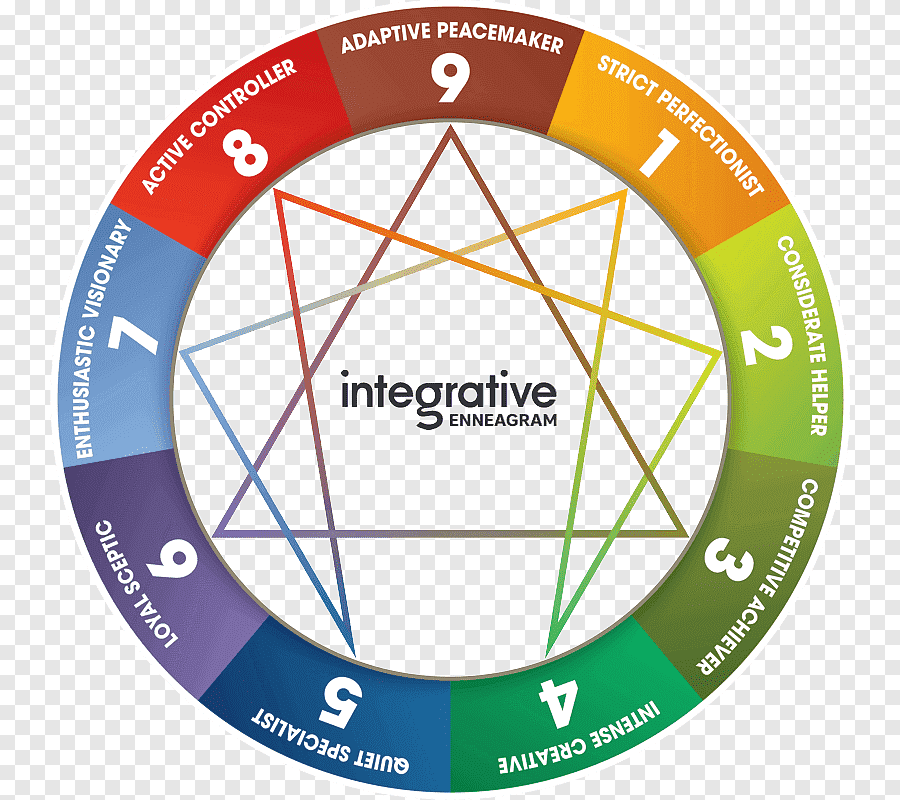 ADAPTIVE PEACEMAKER
9
STRICT PERFECTIONIST
1
CONSIDERATE HELPER
2
COMPETITIVE ACHIEVER
3
INTENSE CREATIVE
4
QUIET SPECIALIST
5
LOYAL SCEPTIC
6
ENTHUSIASTIC VISIONARY
7
ACTIVE CONTROLLER
8
integrative
ENNEAGRAM